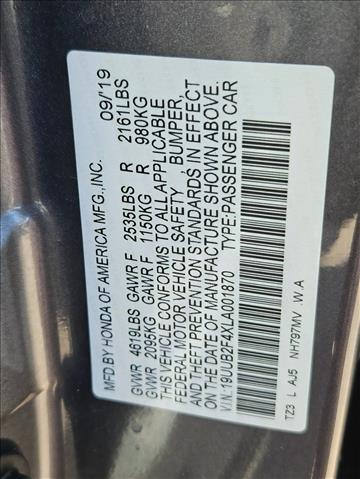 MFD BY HONDA OF AMERICA MFG.,INC. 09/'19
GVWR 4619LBS GAWR F 2535LBS R 2161LBS
GVWR 2095KG GAWR F 1150KG R 980KG
THIS VEHICLE CONFORMS TO ALL APPLICABLE
FEDERAL MOTOR VEHICLE SAFETY, BUMPER,
AND THEFT PREVENTION STANDARDS IN EFFECT
ON THE DATE OF MANUFACTURE SHOWN ABOVE.
V.I.N.:19UUB2F4XLA001870 TYPE:PASSENGER CAR
TZ3 L AJ5 NH797MV W.A